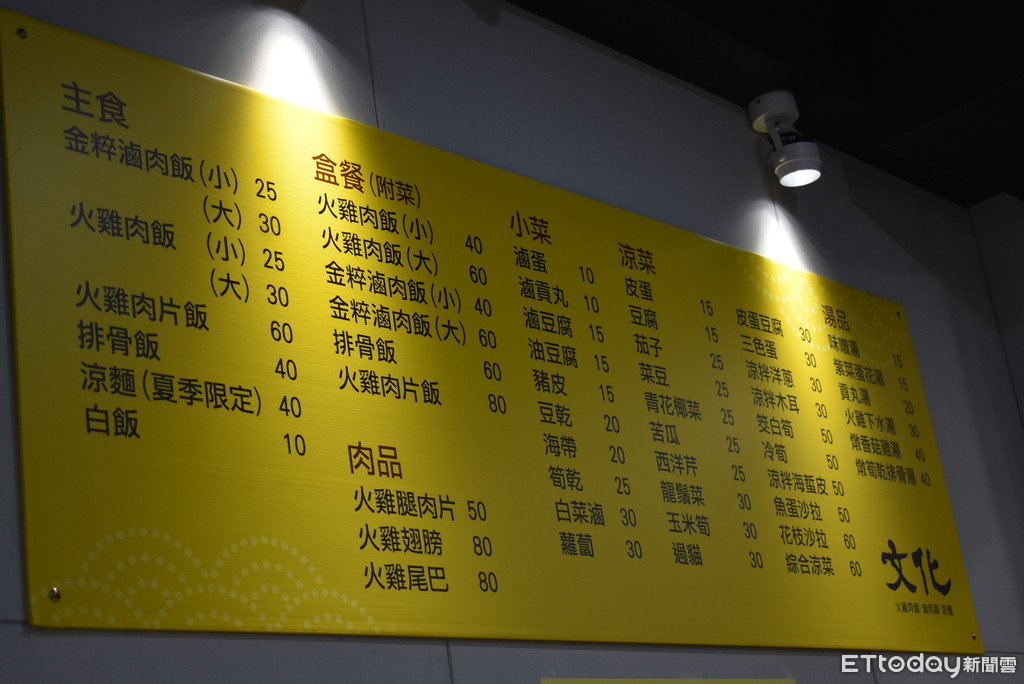 主食
金粹滷肉飯(小) 25
(大) 30
火雞肉飯 (小) 25
(大) 30
火雞肉片飯 60
排骨飯 40
涼麵(夏季限定) 40
白飯 10
盒餐(附菜)
火雞肉飯(小) 40
火雞肉飯(大) 60
金粹滷肉飯(小) 40
金粹滷肉飯(大) 60
排骨飯 60
火雞肉片飯 80
肉品
火雞腿肉片 50
火雞翅膀 80
火雞尾巴 80
小菜
滷蛋 10
滷貢丸 10
滷豆腐 15
油豆腐 15
豬皮 15
豆乾 20
海帶 20
筍乾 25
白菜滷 30
蘿蔔 30
涼菜
皮蛋 15
豆腐 15
茄子 25
菜豆 25
青花椰菜 25
苦瓜 25
西洋芹 25
龍鬚菜 30
玉米筍 30
過貓 30
皮蛋豆腐 30
三色蛋 30
涼拌洋蔥 30
涼拌木耳 30
筊白筍 50
冷筍 50
涼拌海蜇皮 50
魚蛋沙拉 50
花枝沙拉 60
綜合涼菜 60
湯品
味噌湯 15
紫菜蛋花湯 15
貢丸湯 20
火雞下水湯 30
燉香菇雞湯 40
燉筍乾排骨湯 40
文化
火雞肉飯·滷肉飯·涼麵
ETtoday新聞雲